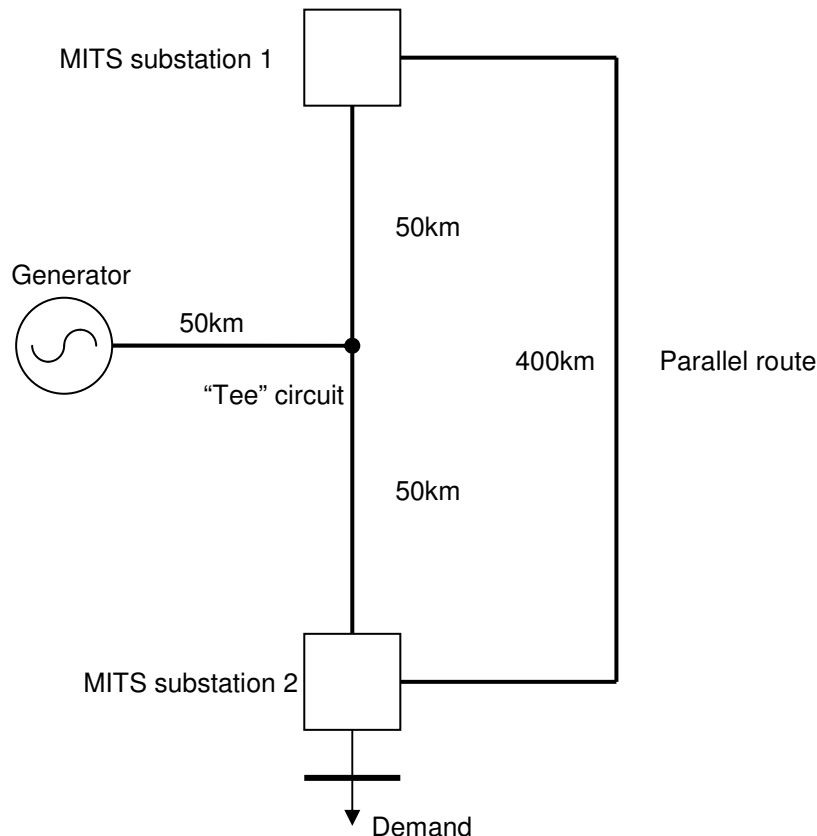 MITS substation 1
50km
Generator
50km
400km
Parallel route
“Tee” circuit
50km
MITS substation 2
Demand